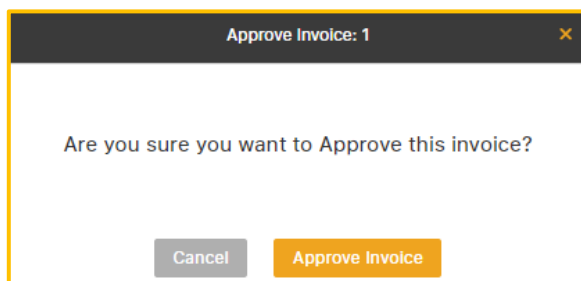 Approve Invoice: 1 ×
Are you sure you want to Approve this invoice?
Cancel Approve Invoice